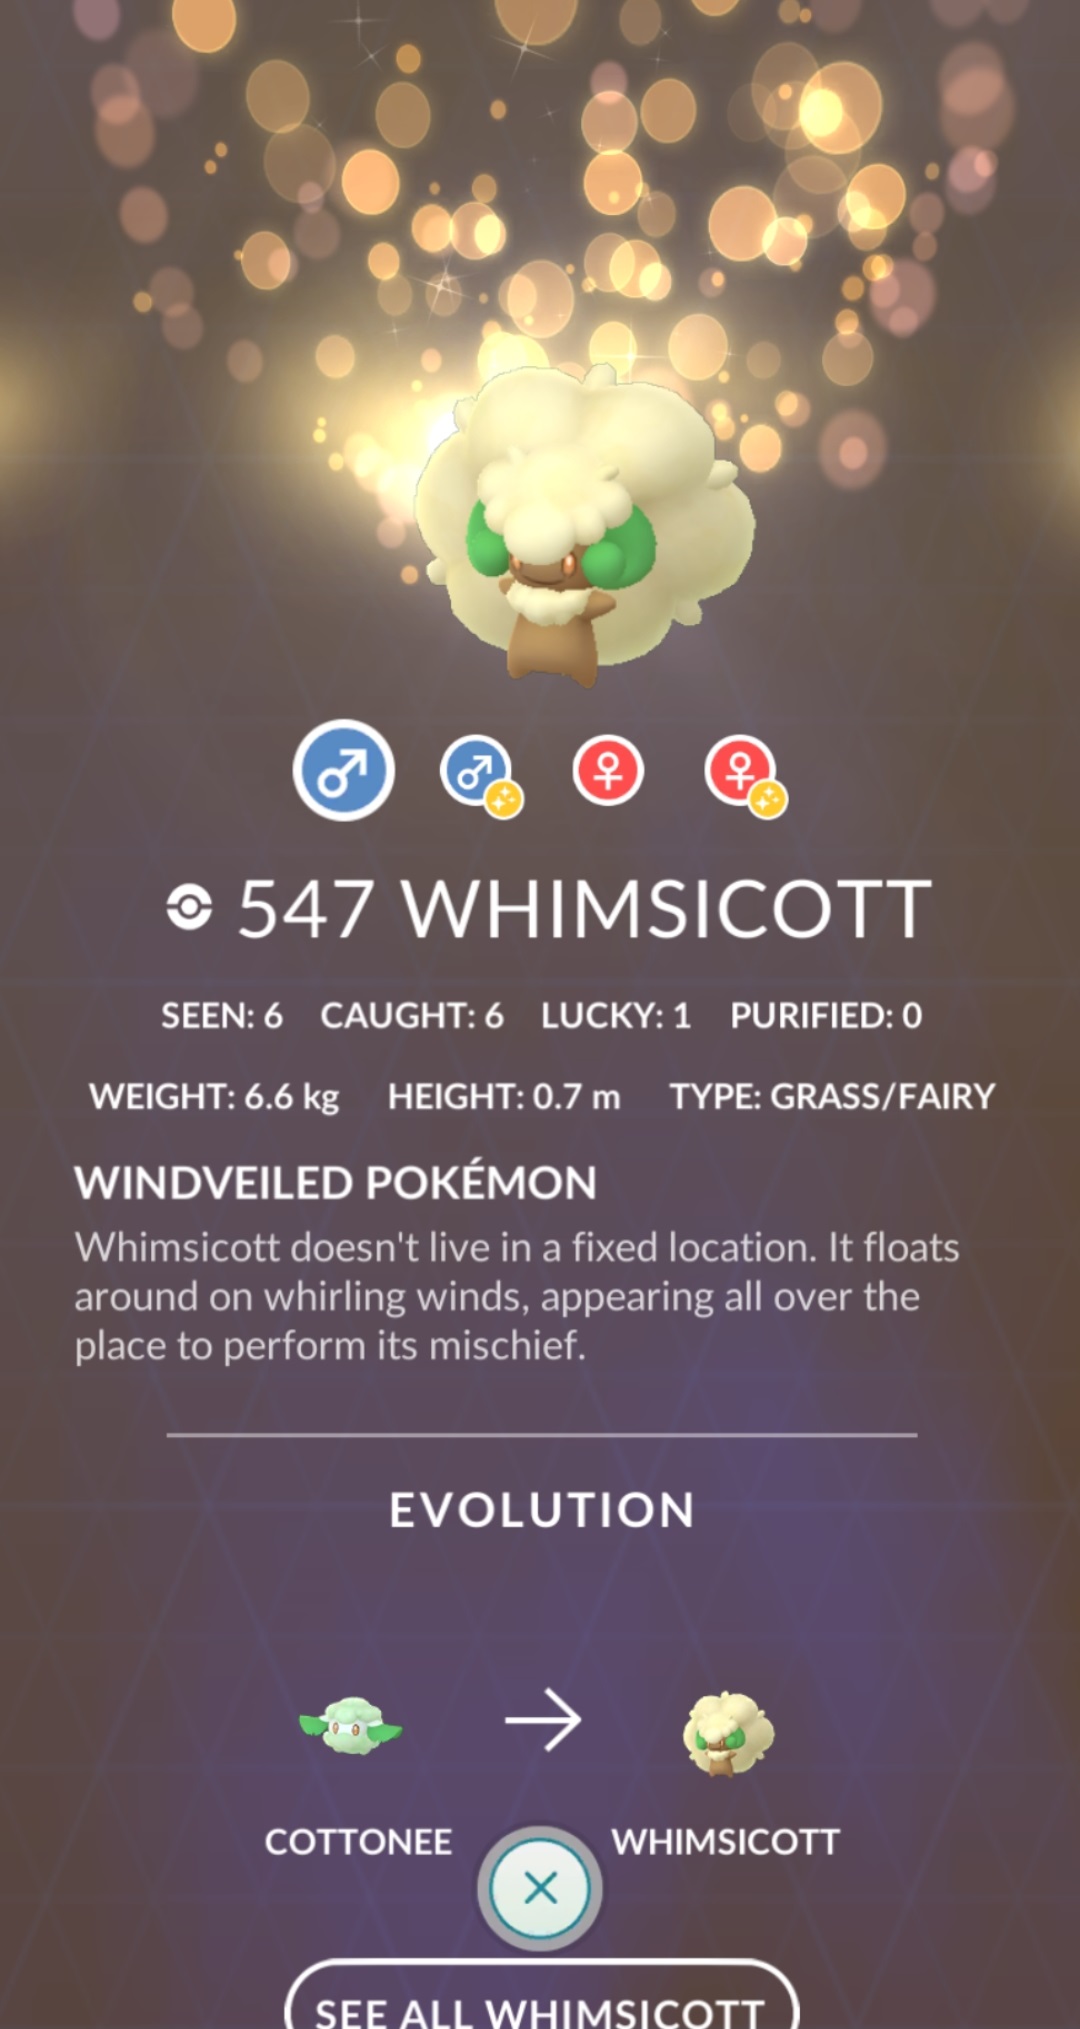 547 WHIMSICOTT
SEEN: 6 CAUGHT: 6 LUCKY: 1 PURIFIED: 0
WEIGHT: 6.6 kg HEIGHT: 0.7 m TYPE: GRASS/FAIRY
WINDVEILED POKÉMON
Whimsicott doesn't live in a fixed location. It floats
around on whirling winds, appearing all over the
place to perform its mischief.
EVOLUTION
COTTONEE WHIMSICOTT
SEE ALL WHIMSICOTT